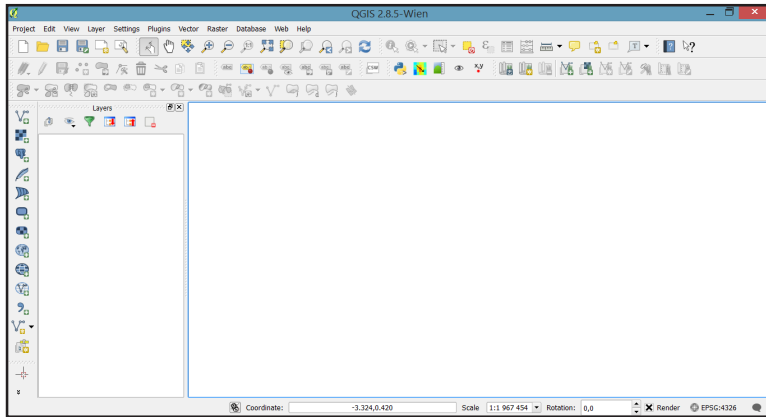 QGIS 2.8.5-Wien
Project Edit View Layer Settings Plugins Vector Raster Database Web Help
Layers
Coordinate: -3.324,0.420 Scale 1:1 967 454 Rotation: 0,0 Render EPSG:4326